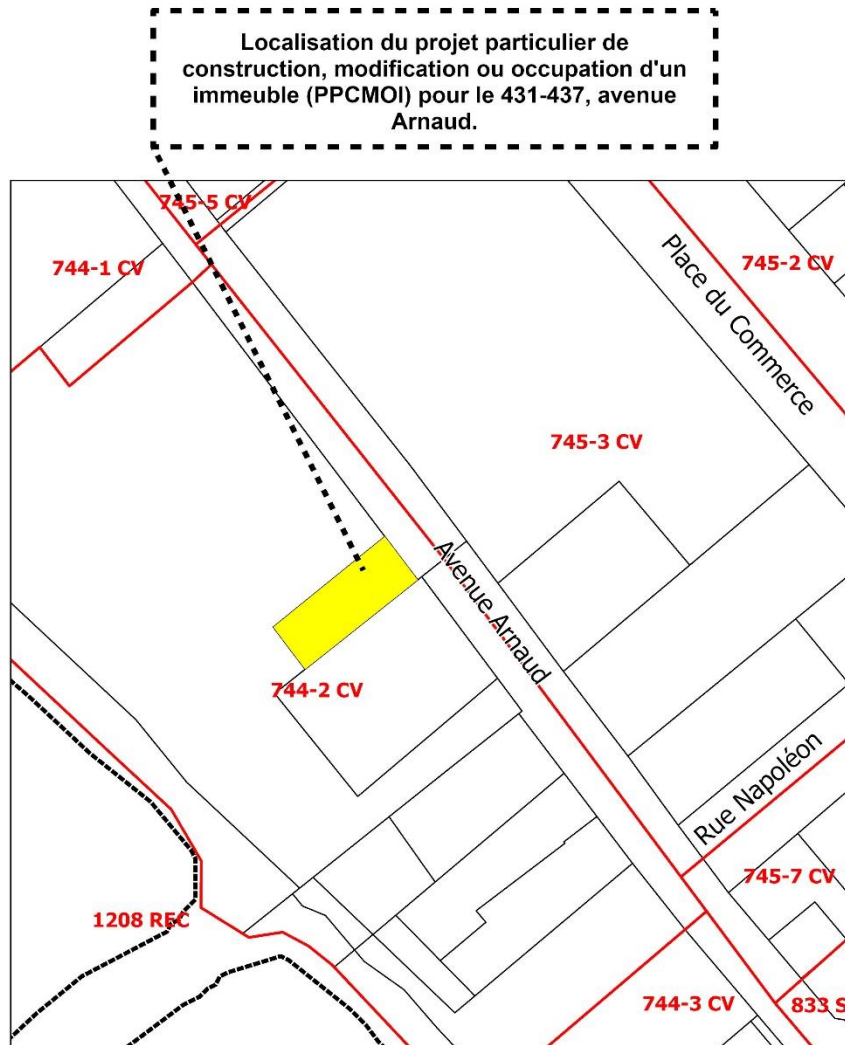 Localisation du projet particulier de
construction, modification ou occupation d'un
immeuble (PPCMOI) pour le 431-437, avenue
Arnaud.
745-5 CV
744-1 CV
745-2 CV
Place du Commerce
745-3 CV
Avenue Arnaud
744-2 CV
Rue Napoléon
745-7 CV
1208 REC
744-3 CV
833 S